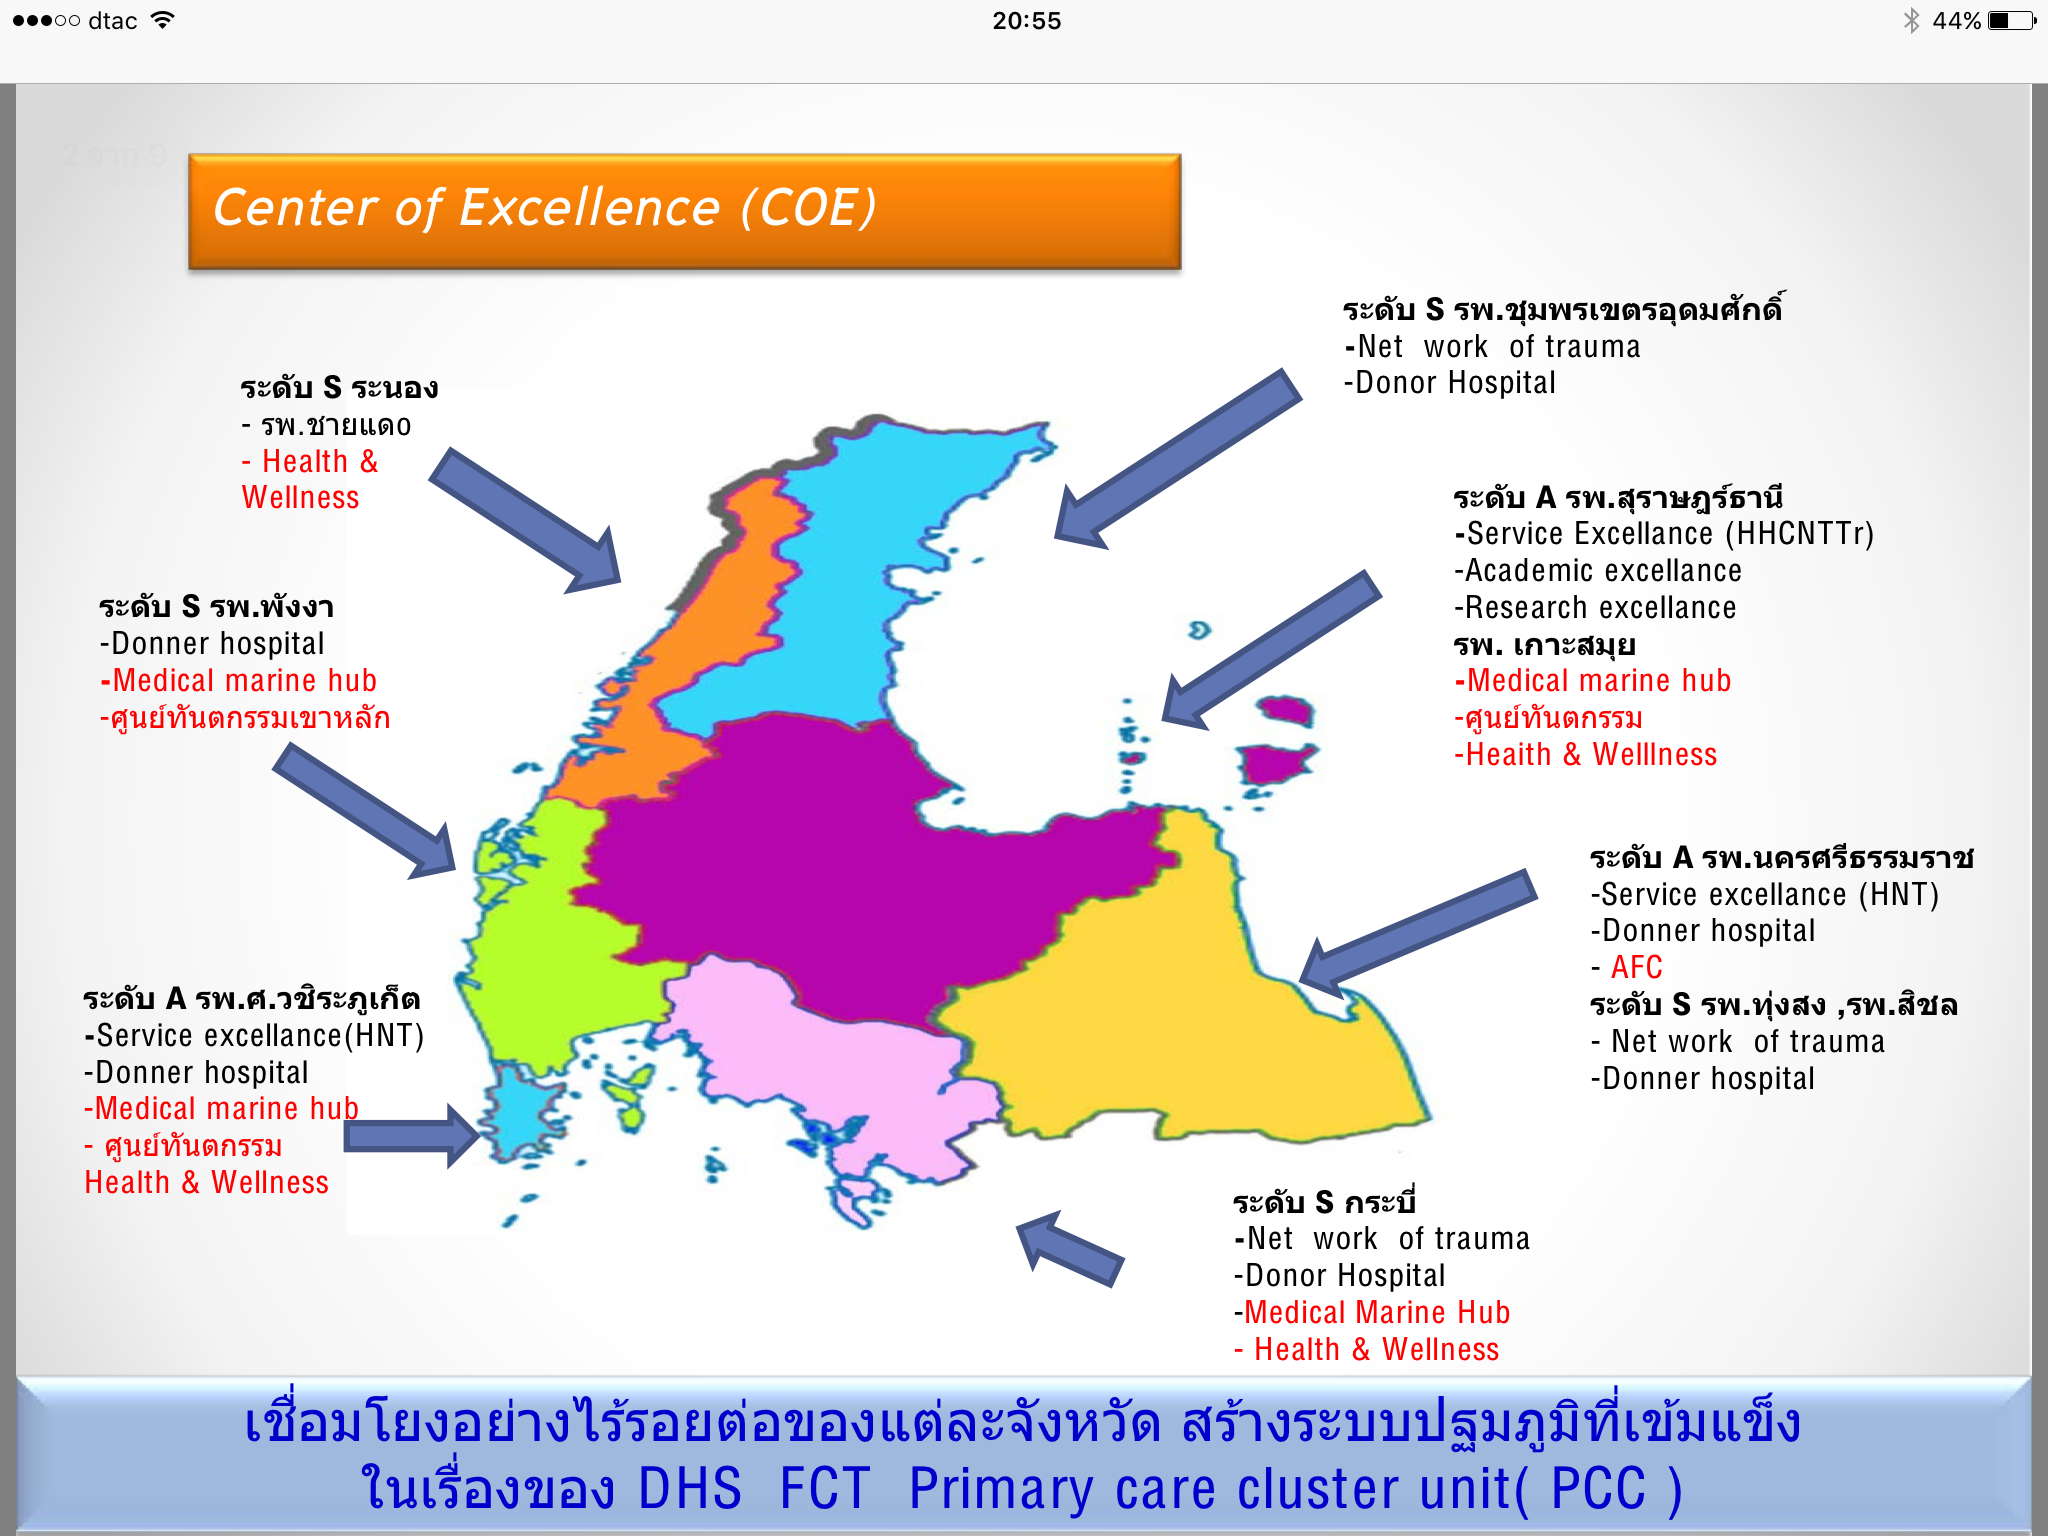 dtac
20:55
44%
2 จาก 9
Center of Excellence (COE)
ระดับ S รพ.ชุมพรเขตรอุดมศักดิ์
-Net work of trauma
-Donor Hospital
ระดับ S ระนอง
- รพ.ชายแดo
- Health &
Wellness
ระดับ A รพ.สุราษฎร์ธานี
-Service Excellance (HHCNTTr)
-Academic excellance
-Research excellance
รพ. เกาะสมุย
-Medical marine hub
-ศูนย์ทันตกรรม
-Heaith & Welllness
ระดับ S รพ.พังงา
-Donner hospital
-Medical marine hub
-ศูนย์ทันตกรรมเขาหลัก
ระดับ A รพ.นครศรีธรรมราช
-Service excellance (HNT)
-Donner hospital
- AFC
ระดับ S รพ.ทุ่งสง ,รพ.สิชล
- Net work of trauma
-Donner hospital
ระดับ A รพ.ศ.วชิระภูเก็ต
-Service excellance(HNT)
-Donner hospital
-Medical marine hub
- ศูนย์ทันตกรรม
Health & Wellness
ระดับ S กระบี่
-Net work of trauma
-Donor Hospital
-Medical Marine Hub
- Health & Wellness
เชื่อมโยงอย่างไร้รอยต่อของแต่ละจังหวัด สร้างระบบปฐมภูมิที่เข้มแข็ง
ในเรื่องของ DHS FCT Primary care cluster unit( PCC )